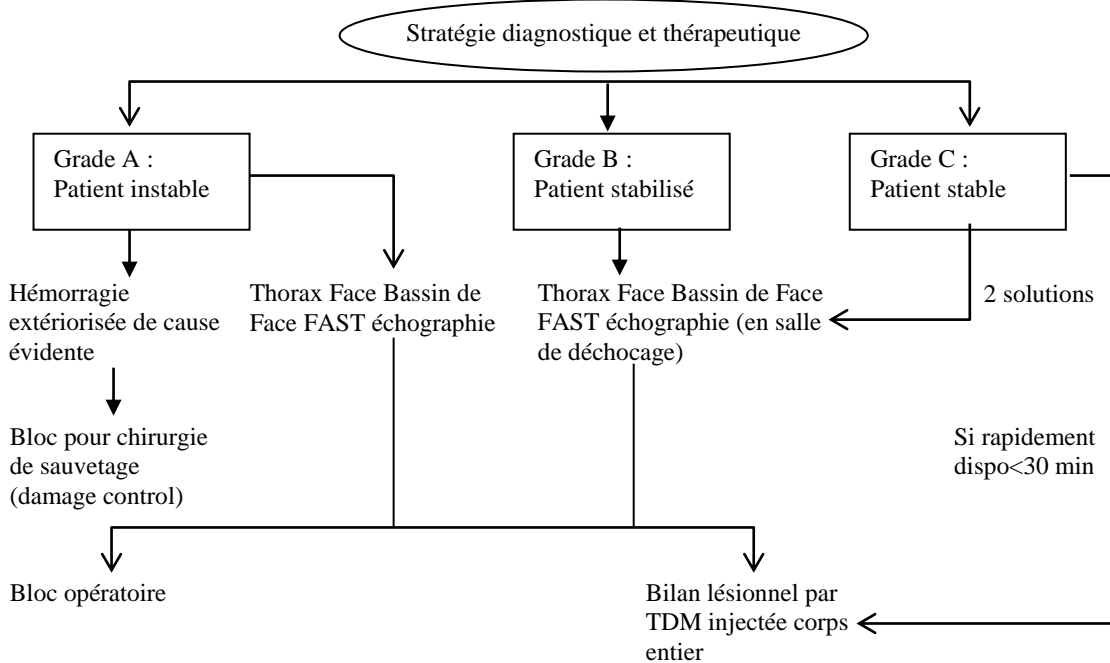 Stratégie diagnostique et thérapeutique
Grade A :
Patient instable
Grade B :
Patient stabilisé
Grade C :
Patient stable
Hémorragie
extériorisée de cause
évidente
Thorax Face Bassin de
Face FAST échographie
Thorax Face Bassin de Face
FAST échographie (en salle
de déchocage)
2 solutions
Bloc pour chirurgie
de sauvetage
(damage control)
Si rapidement
dispo<30 min
Bloc opératoire
Bilan lésionnel par
TDM injectée corps
entier